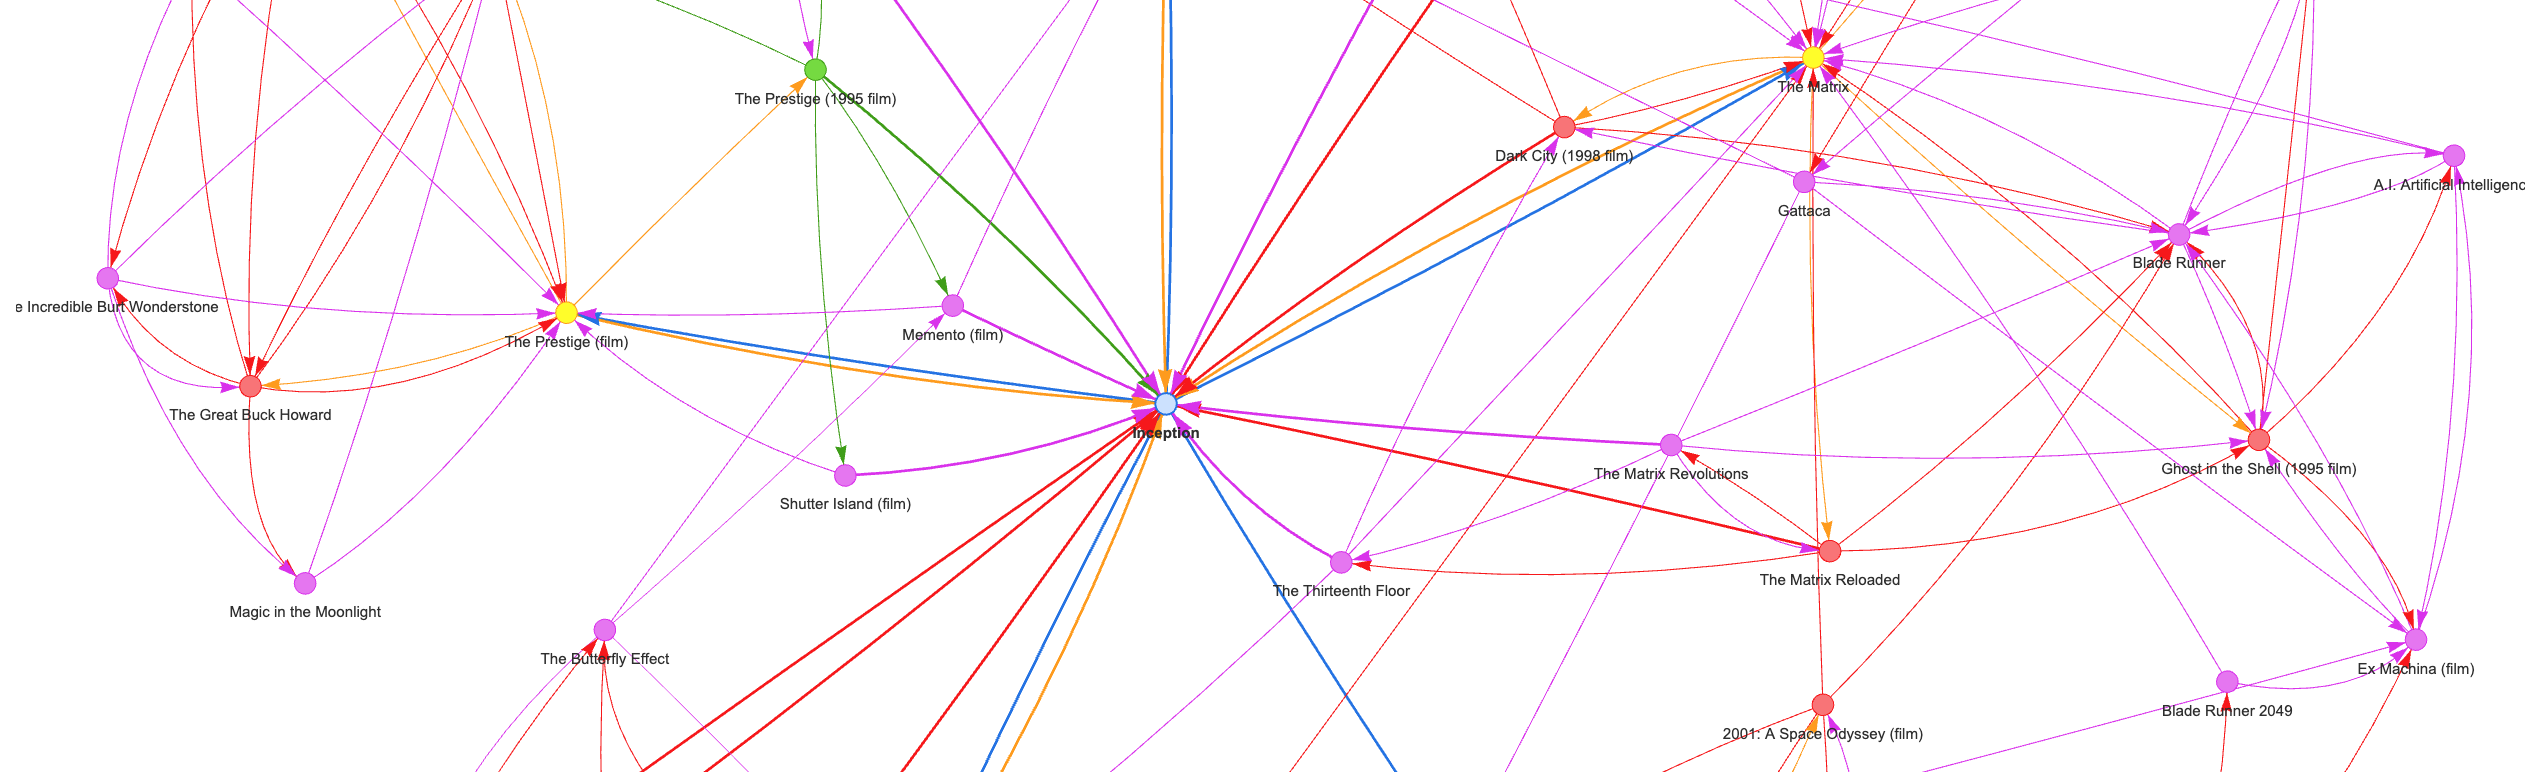 The Matrix
The Prestige (1995 film)
Dark City (1998 film)
A.I. Artificial Intelligenc
Gattaca
Blade Runner
e Incredible Burt Wonderstone
Memento (film)
The Prestige (film)
The Great Buck Howard
Inception
Ghost in the Shell (1995 film)
The Matrix Revolutions
Shutter Island (film)
The Matrix Reloaded
The Thirteenth Floor
Magic in the Moonlight
The Butterfly Effect
Ex Machina (film)
Blade Runner 2049
2001: A Space Odyssey (film)